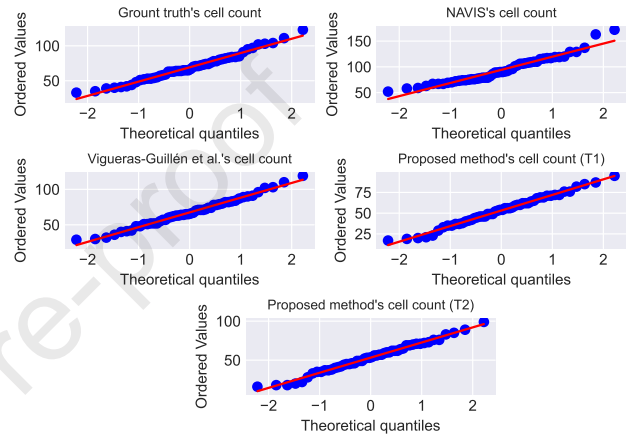 Grount truth's cell count
NAVIS's cell count
Ordered Values
100
50
−2
−1
0
1
2
Theoretical quantiles
Ordered Values
150
100
50
−2
−1
0
1
2
Theoretical quantiles
Vigueras-Guillén et al.'s cell count
Proposed method's cell count (T1)
Ordered Values
100
50
−2
−1
0
1
2
Theoretical quantiles
Ordered Values
75
50
25
−2
−1
0
1
2
Theoretical quantiles
Proposed method's cell count (T2)
Ordered Values
100
50
−2
−1
0
1
2
Theoretical quantiles
re-proof